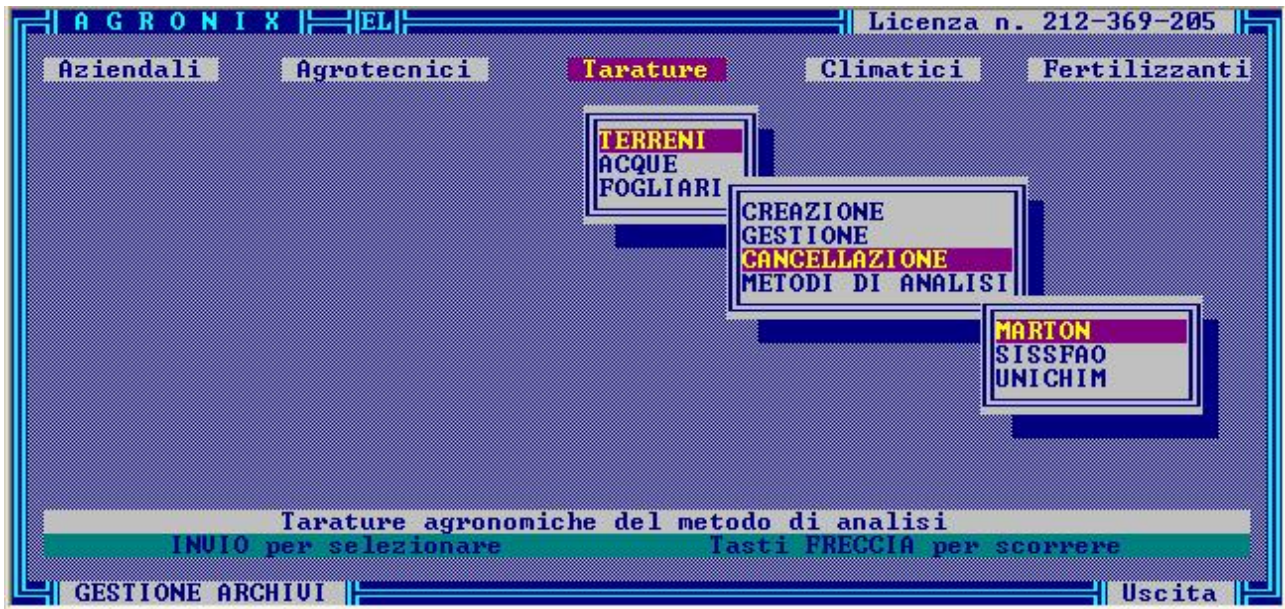 A G R O N I X EL Licenza n. 212-369-205
Aziendali Agrotecnici Tarature Climatici Fertilizzanti
TERRENI
ACQUE
FOGLIARI
CREAZIONE
GESTIONE
CANCELLAZIONE
METODI DI ANALISI
MARTON
SISSFAO
UNICHIM
Tarature agronomiche del metodo di analisi
INVIO per selezionare Tasti FRECCIA per scorrere
GESTIONE ARCHIVI Uscita